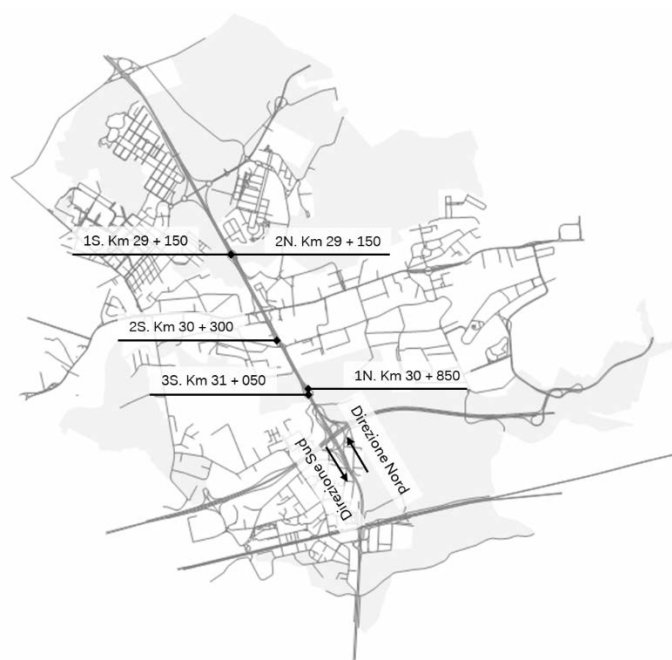 1S. Km 29 + 150
2N. Km 29 + 150
2S. Km 30 + 300
3S. Km 31 + 050
1N. Km 30 + 850
Direzione Nord
Direzione Sud